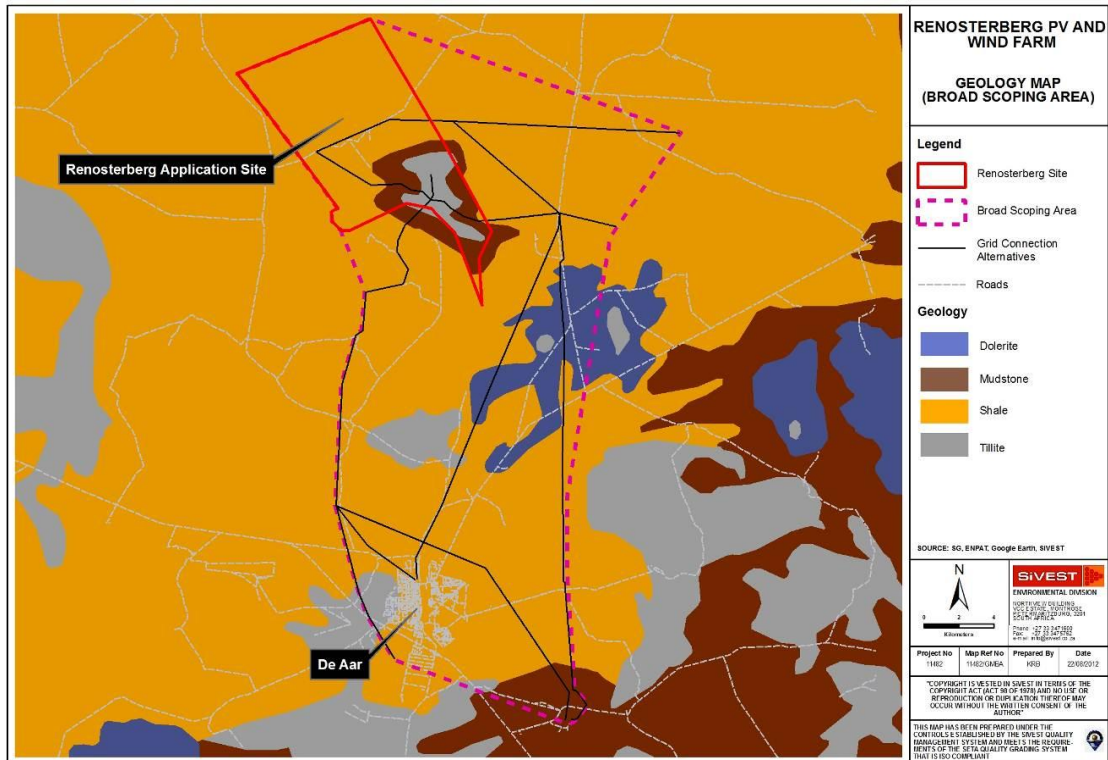 RENOSTERBERG PV AND
WIND FARM
GEOLOGY MAP
(BROAD SCOPING AREA)
Legend
Renosterberg Site
Broad Scoping Area
Grid Connection
Alternatives
Roads
Geology
Dolerite
Mudstone
Shale
Tillite
SOURCE: SG, ENPAT, Google Earth, SiVEST
N
0 2 4
Kilometers
SiVEST
ENVIRONMENTAL DIVISION
SOUTH AFRICA
Project No
Map Ref No
Prepared By
Date
11482
KRB
22/08/2012
"COPYRIGHT IS VESTED IN SiVEST IN TERMS OF THE
COPYRIGHT ACT (ACT 98 OF 1978) AND NO USE OR
REPRODUCTION OR DUPLICATION THEREOF MAY
OCCUR WITHOUT THE WRITTEN CONSENT OF THE
AUTHOR"
THIS MAP HAS BEEN PREPARED UNDER THE
CONTROLS ESTABLISHED BY THE SiVEST QUALITY
MANAGEMENT SYSTEM AND MEETS THE REQUIRE-
MENTS OF THE SETA QUALITY GRADING SYSTEM
THAT IS ISO COMPLIANT
Renosterberg Application Site
De Aar